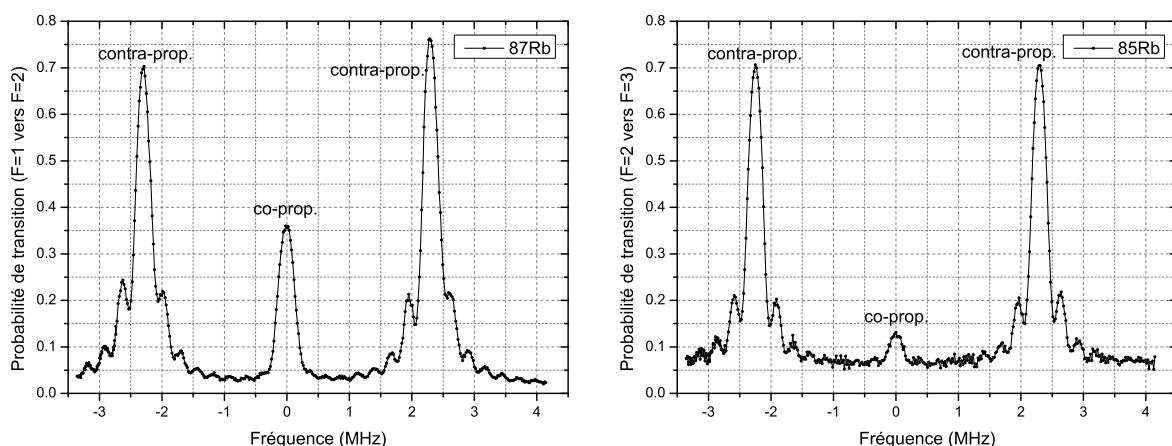 Probabilité de transition (F=1 vers F=2)
0.8
0.7
0.6
0.5
0.4
0.3
0.2
0.1
0.0
contra-prop.
contra-prop.
co-prop.
87Rb
-3 -2 -1 0 1 2 3 4
Fréquence (MHz)
Probabilité de transition (F=2 vers F=3)
0.8
0.7
0.6
0.5
0.4
0.3
0.2
0.1
0.0
contra-prop.
contra-prop.
co-prop.
85Rb
-3 -2 -1 0 1 2 3 4
Fréquence (MHz)